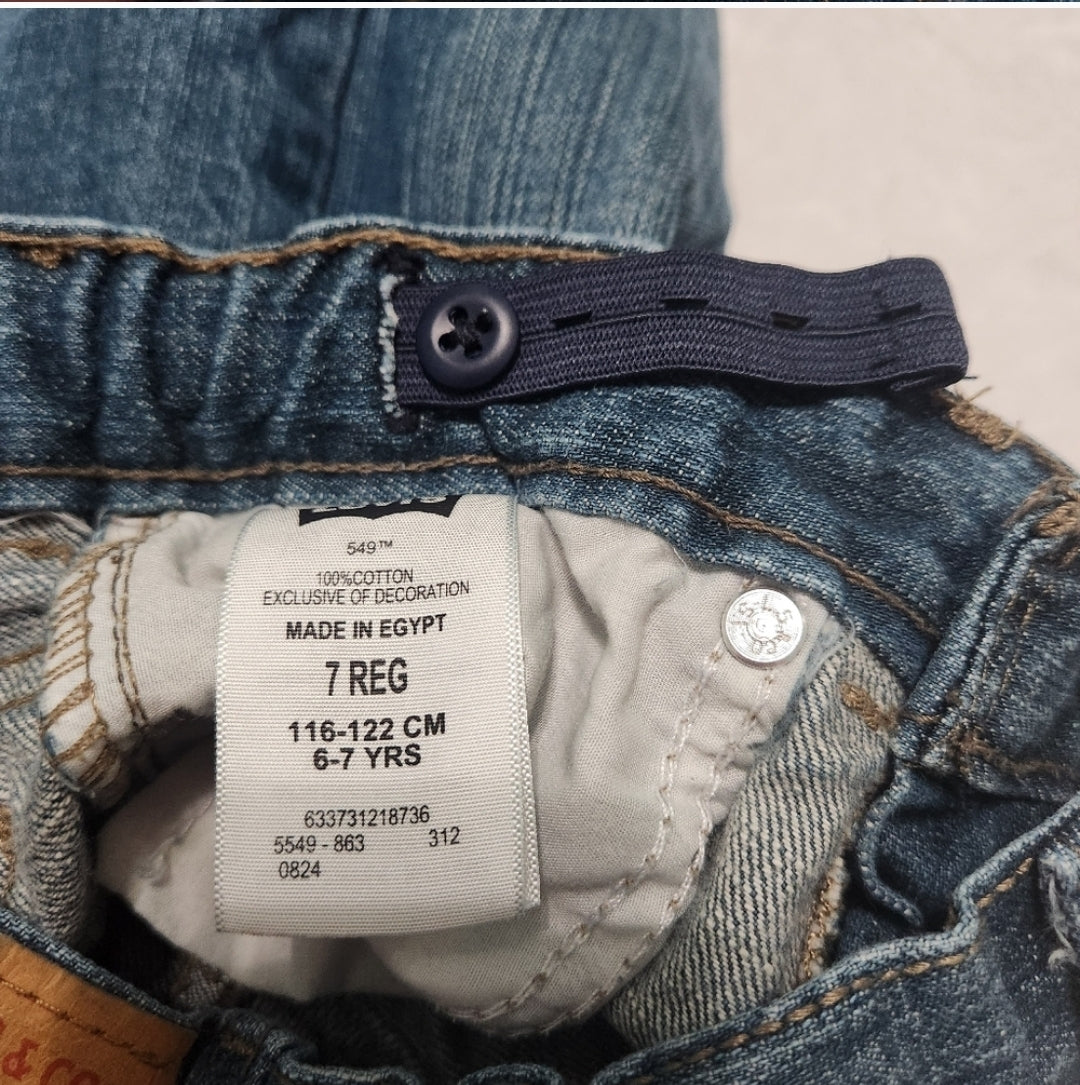 549™
100%COTTON
EXCLUSIVE OF DECORATION
MADE IN EGYPT
7 REG
116-122 CM
6-7 YRS
633731218736
5549 - 863 312
0824
& CO